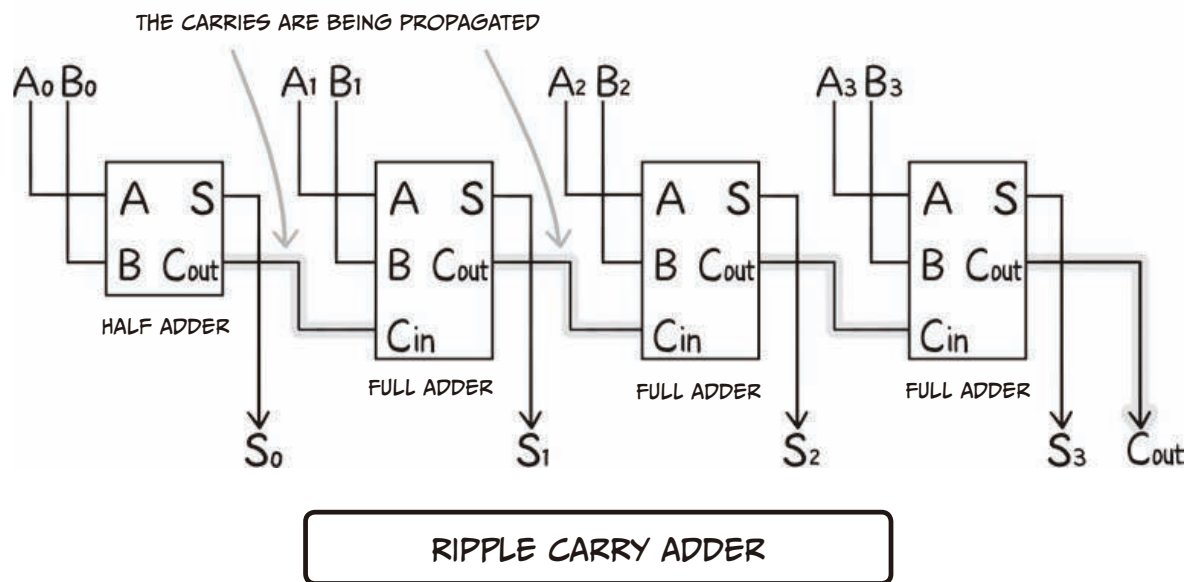 THE CARRIES ARE BEING PROPAGATED
A0 B0 A1 B1 A2 B2 A3 B3
A S A S A S A S
B Cout B Cout B Cout B Cout
Cin Cin Cin
HALF ADDER FULL ADDER FULL ADDER FULL ADDER
S0 S1 S2 S3 Cout
RIPPLE CARRY ADDER